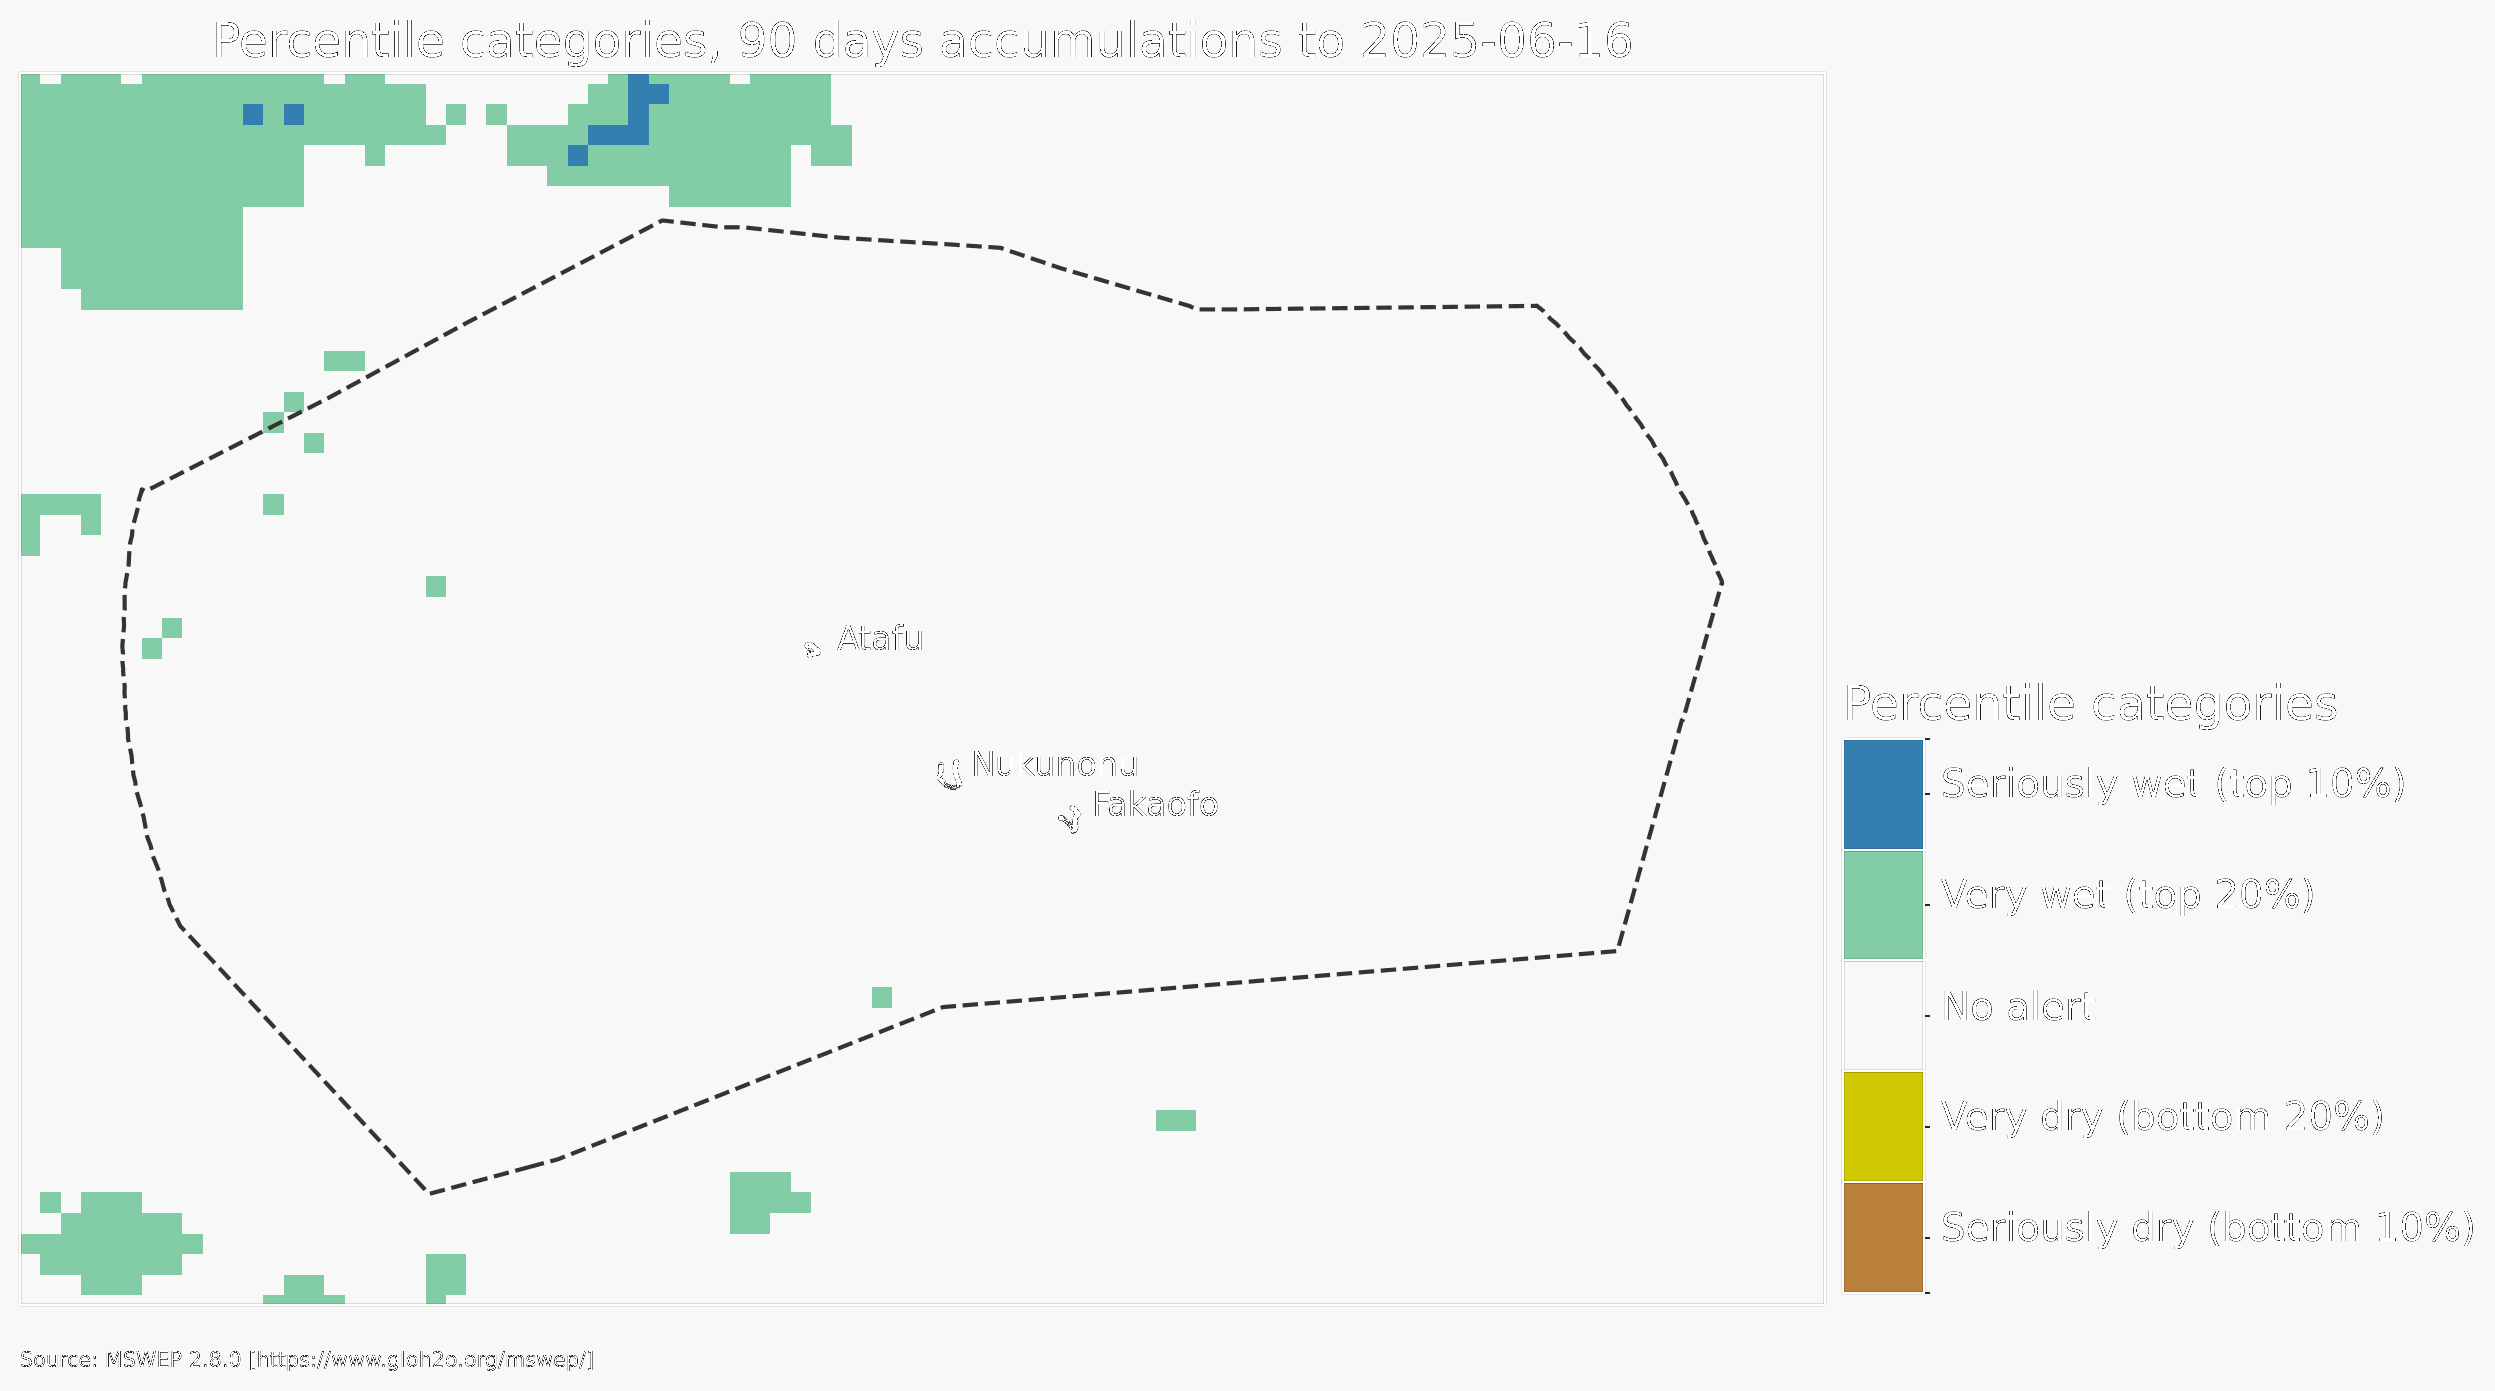 Percentile categories, 90 days accumulations to 2025-06-16
Atafu
Nukunonu
Fakaofo
Percentile categories
Seriously wet (top 10%)
Very wet (top 20%)
No alert
Very dry (bottom 20%)
Seriously dry (bottom 10%)
Source: MSWEP 2.8.0 [https://www.gloh2o.org/mswep/]